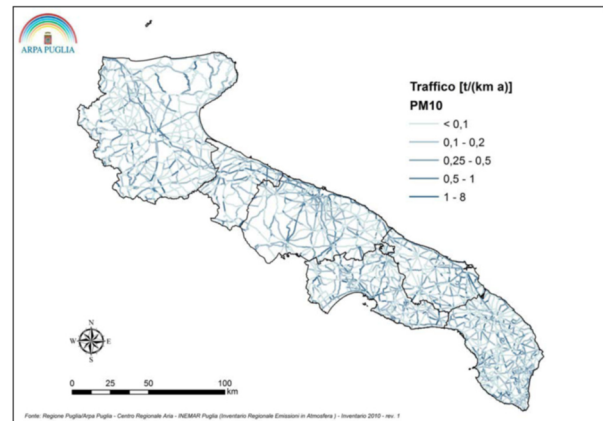 ARPA PUGLIA
Traffico [t/(km a)]
PM10
< 0,1
0,1 - 0,2
0,25 - 0,5
0,5 - 1
1 - 8
N
W E
S
0 25 50 100
km
Fonte: Regione Puglia/Arpa Puglia - Centro Regionale Aria - INEMAR Puglia (Inventario Regionale Emissioni in Atmosfera ) - Inventario 2010 - rev. 1